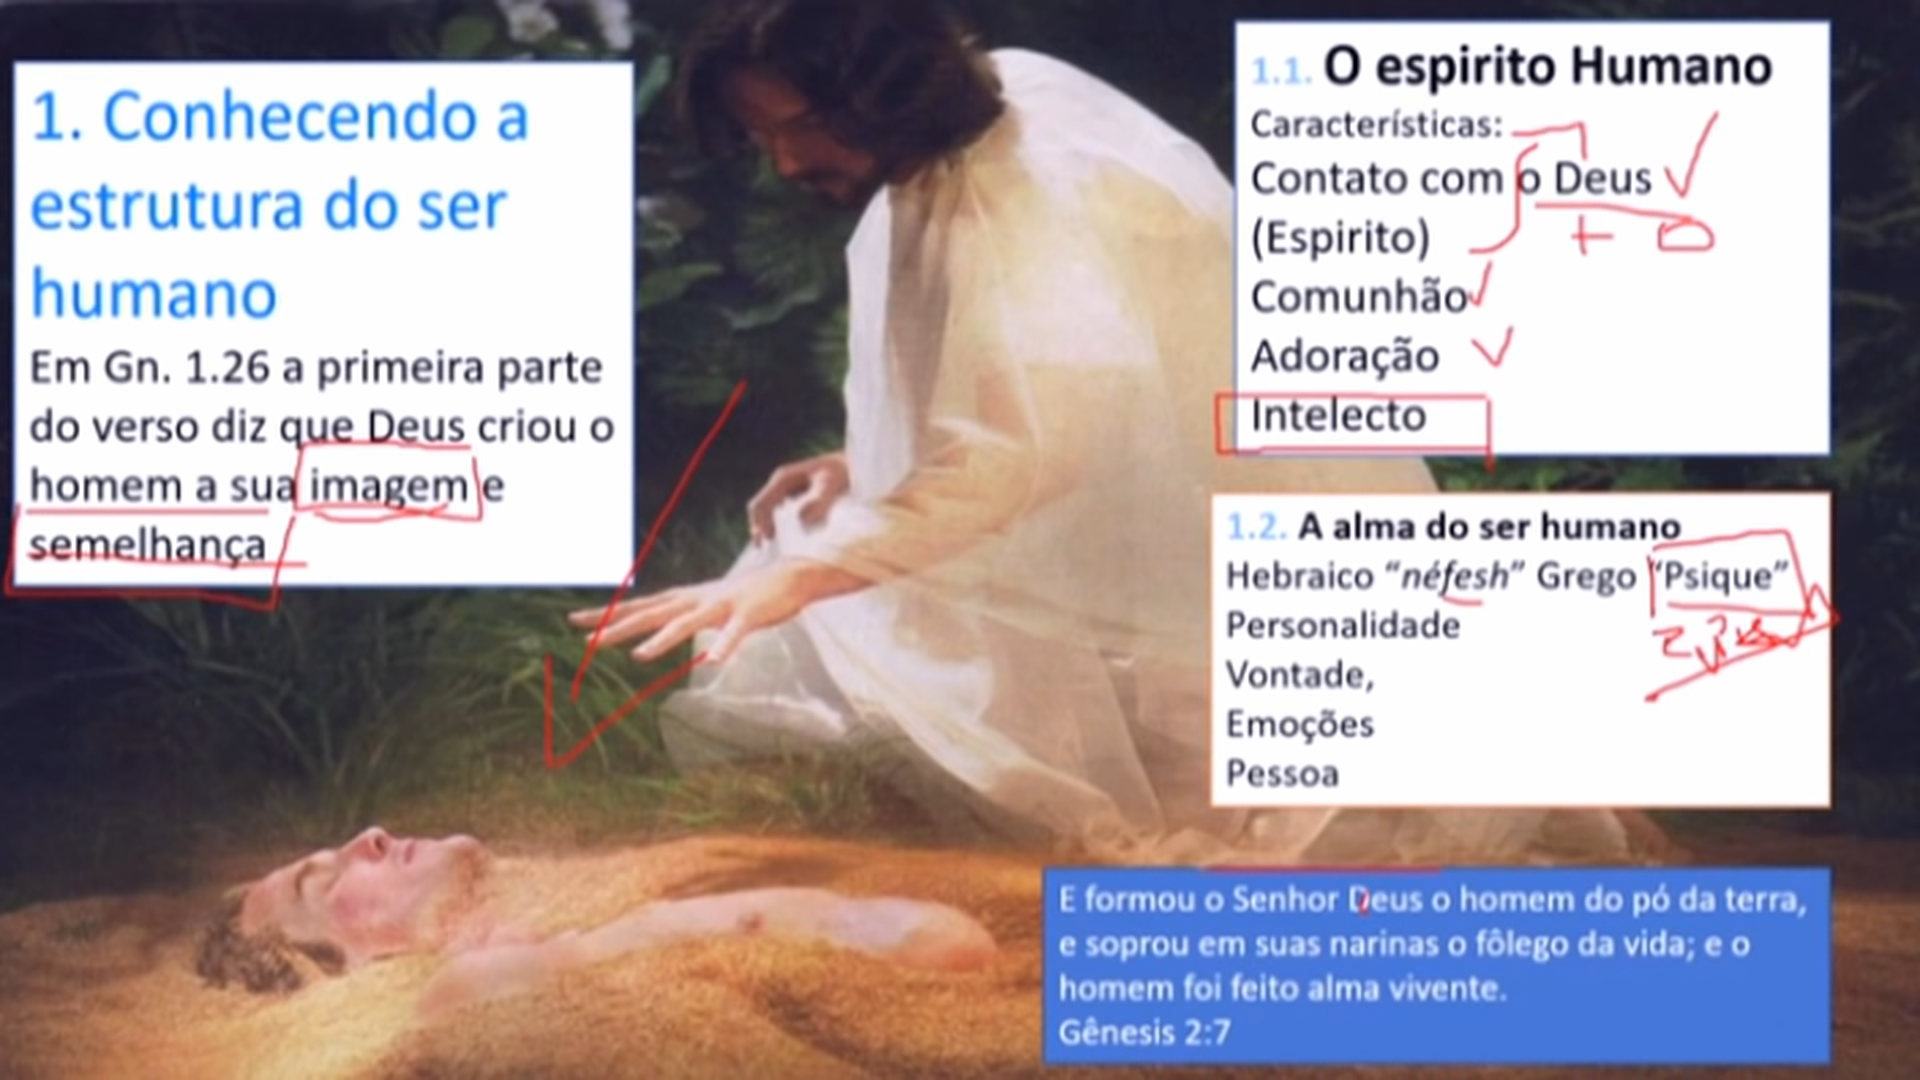 1. Conhecendo a
estrutura do ser
humano
Em Gn. 1.26 a primeira parte
do verso diz que Deus criou o
homem a sua imagem e
semelhança
1.1. O espirito Humano
Características:
Contato com o Deus
(Espirito)
Comunhão
Adoração
Intelecto
1.2. A alma do ser humano
Hebraico “néfesh” Grego “Psique”
Personalidade
Vontade,
Emoções
Pessoa
E formou o Senhor Deus o homem do pó da terra,
e soprou em suas narinas o fôlego da vida; e o
homem foi feito alma vivente.
Gênesis 2:7